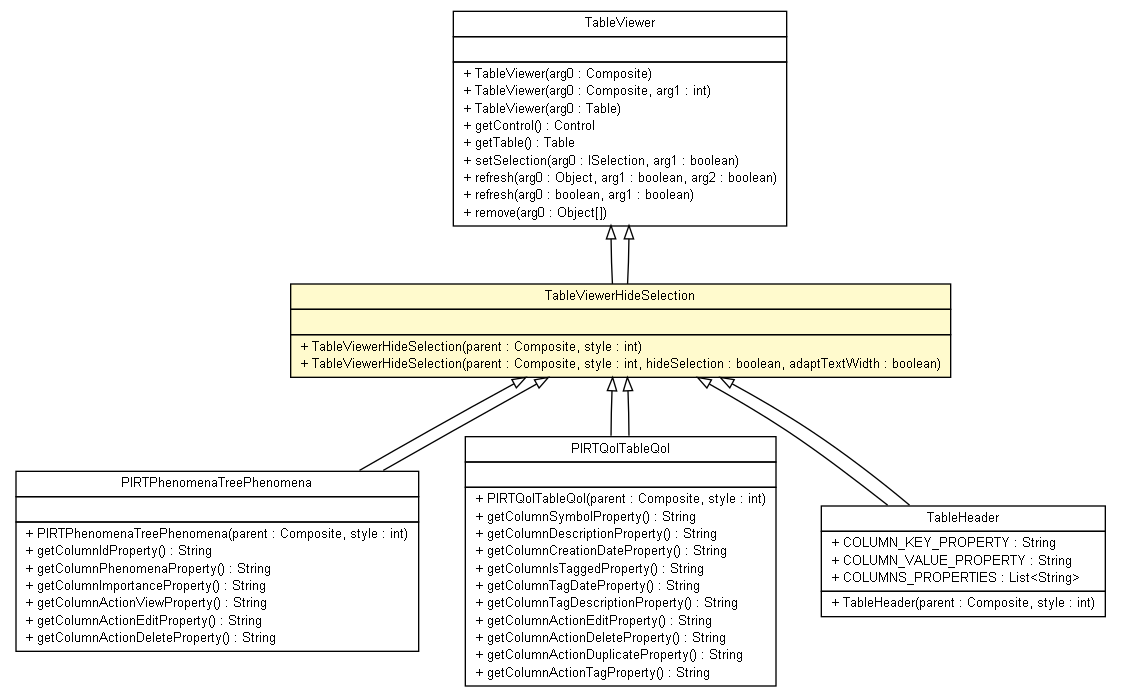 TableViewer
+ TableViewer(arg0 : Composite)
+ TableViewer(arg0 : Composite, arg1 : int)
+ TableViewer(arg0 : Table)
+ getControl() : Control
+ getTable() : Table
+ setSelection(arg0 : ISelection, arg1 : boolean)
+ refresh(arg0 : Object, arg1 : boolean, arg2 : boolean)
+ refresh(arg0 : boolean, arg1 : boolean)
+ remove(arg0 : Object[])
TableViewerHideSelection
+ TableViewerHideSelection(parent : Composite, style : int)
+ TableViewerHideSelection(parent : Composite, style : int, hideSelection : boolean, adaptTextWidth : boolean)
PIRTPhenomenaTreePhenomena
+ PIRTPhenomenaTreePhenomena(parent : Composite, style : int)
+ getColumnIdProperty() : String
+ getColumnPhenomenaProperty() : String
+ getColumnImportanceProperty() : String
+ getColumnActionViewProperty() : String
+ getColumnActionEditProperty() : String
+ getColumnActionDeleteProperty() : String
PIRTQoITableQoI
+ PIRTQoITableQoI(parent : Composite, style : int)
+ getColumnSymbolProperty() : String
+ getColumnDescriptionProperty() : String
+ getColumnCreationDateProperty() : String
+ getColumnIsTaggedProperty() : String
+ getColumnTagDateProperty() : String
+ getColumnTagDescriptionProperty() : String
+ getColumnActionEditProperty() : String
+ getColumnActionDeleteProperty() : String
+ getColumnActionDuplicateProperty() : String
+ getColumnActionTagProperty() : String
TableHeader
+ COLUMN_KEY_PROPERTY : String
+ COLUMN_VALUE_PROPERTY : String
+ COLUMNS_PROPERTIES : List<String>
+ TableHeader(parent : Composite, style : int)